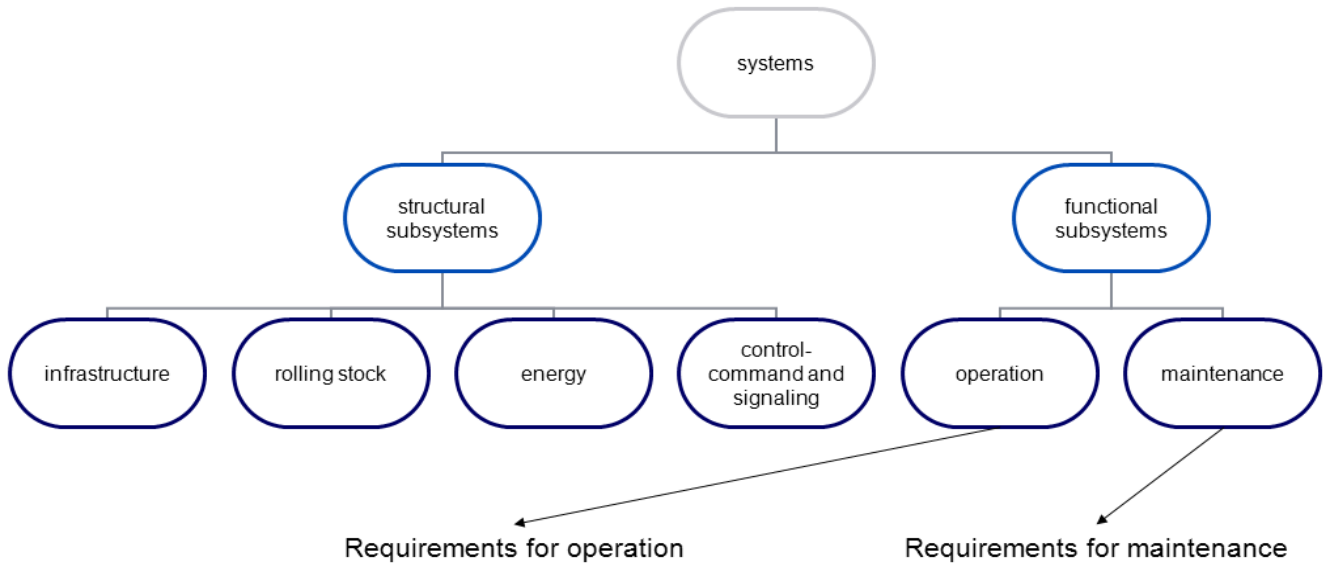 systems
structural
subsystems
functional
subsystems
infrastructure
rolling stock
energy
control-
command and
signaling
operation
maintenance
Requirements for operation
Requirements for maintenance